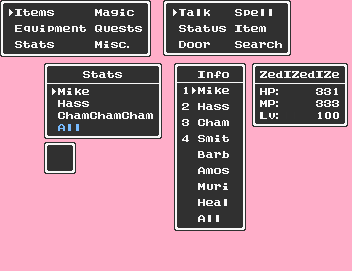 Items Magic
Equipment Quests
Stats Misc.
Talk Spell
Status Item
Door Search
Stats
Mike
Hass
ChamChamCham
All
Info
1 Mike
2 Hass
3 Cham
4 Smit
Barb
Amos
Muri
Heal
All
ZedIZedIZe
HP: 331
MP: 333
Lv: 100